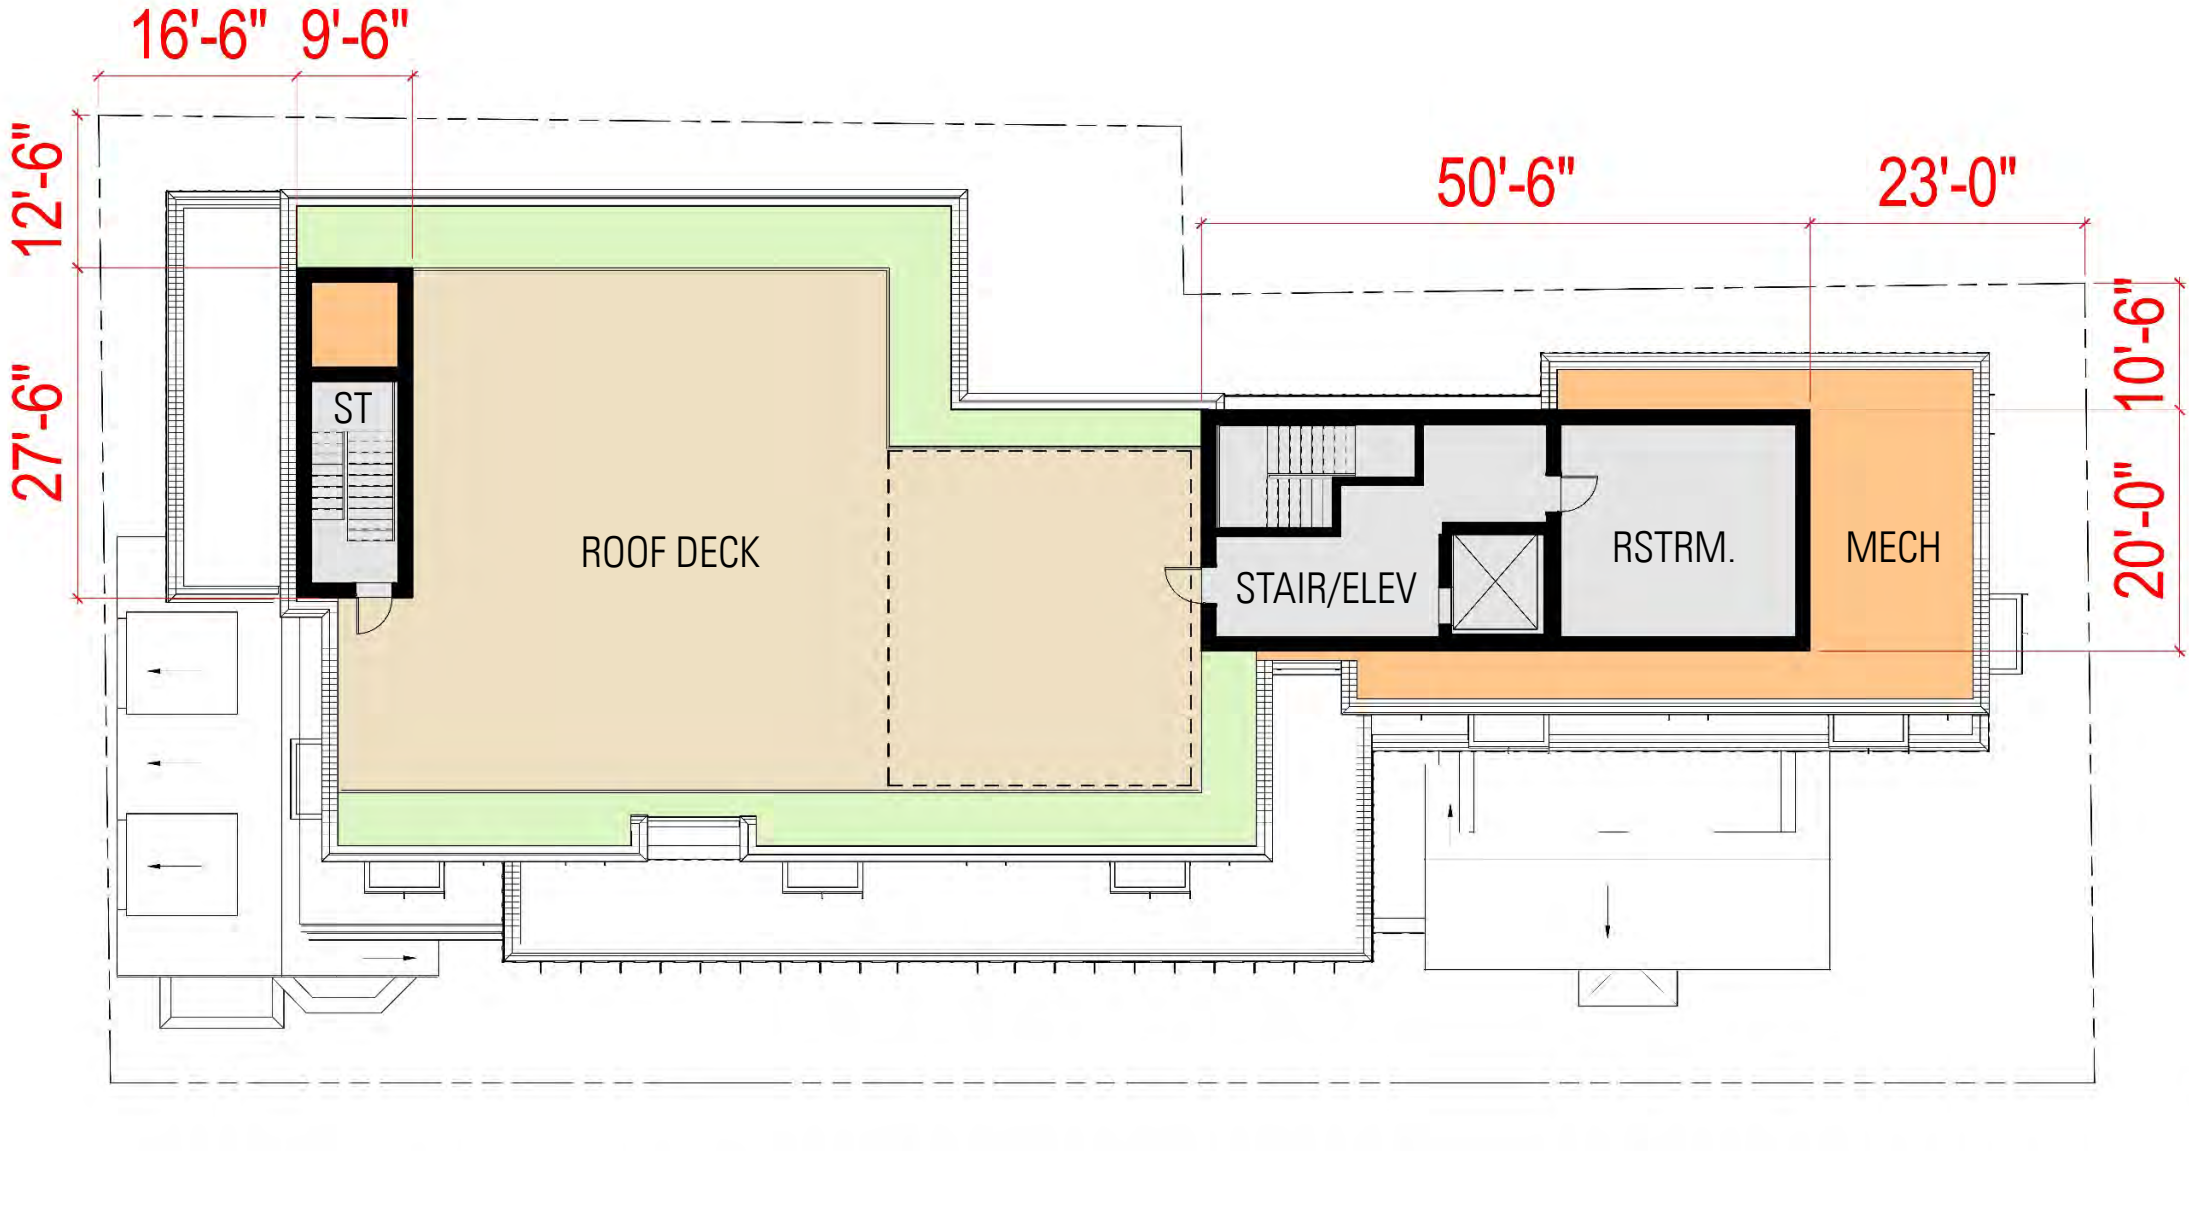 16'-6" 9'-6"
12'-6"
50'-6" 23'-0"
10'-6"
27'-6"
ST
20'-0"
ROOF DECK
STAIR/ELEV
RSTRM.
MECH